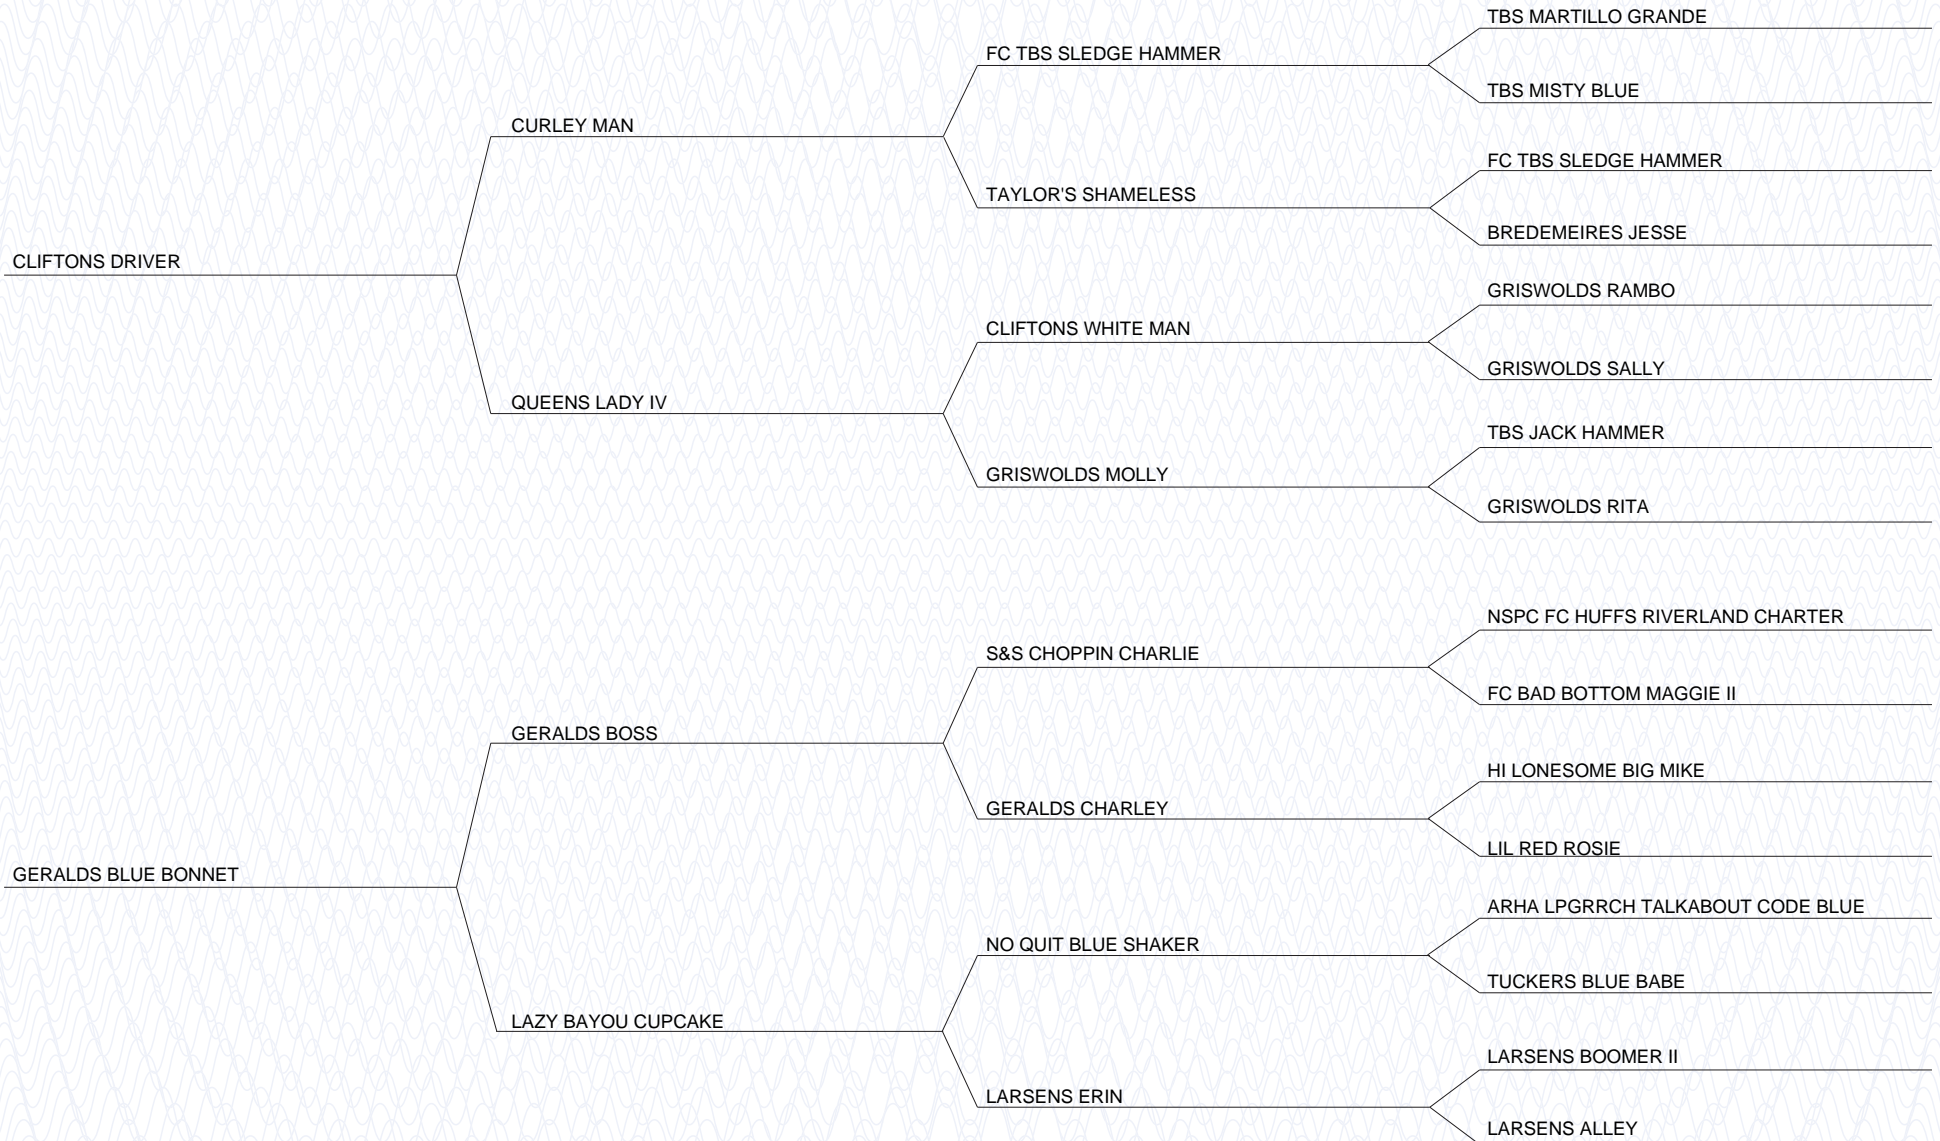 TBS MARTILLO GRANDE
FC TBS SLEDGE HAMMER
TBS MISTY BLUE
CURLEY MAN
FC TBS SLEDGE HAMMER
TAYLOR'S SHAMELESS
BREDEMEIRES JESSE
CLIFTONS DRIVER
GRISWOLDS RAMBO
CLIFTONS WHITE MAN
GRISWOLDS SALLY
QUEENS LADY IV
TBS JACK HAMMER
GRISWOLDS MOLLY
GRISWOLDS RITA
NSPC FC HUFFS RIVERLAND CHARTER
S&S CHOPPIN CHARLIE
FC BAD BOTTOM MAGGIE II
GERALDS BOSS
HI LONESOME BIG MIKE
GERALDS CHARLEY
LIL RED ROSIE
GERALDS BLUE BONNET
ARHA LPGRRCH TALKABOUT CODE BLUE
NO QUIT BLUE SHAKER
TUCKERS BLUE BABE
LAZY BAYOU CUPCAKE
LARSENS BOOMER II
LARSENS ERIN
LARSENS ALLEY